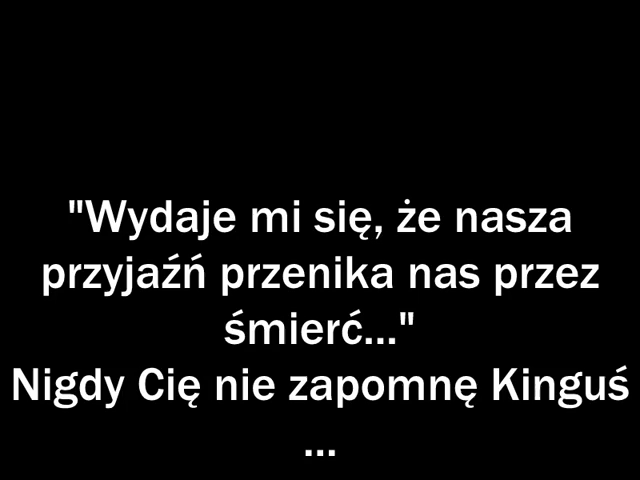 "Wydaje mi się, że nasza
przyjaźń przenika nas przez
śmierć..."
Nigdy Cię nie zapomnę Kinguś
...